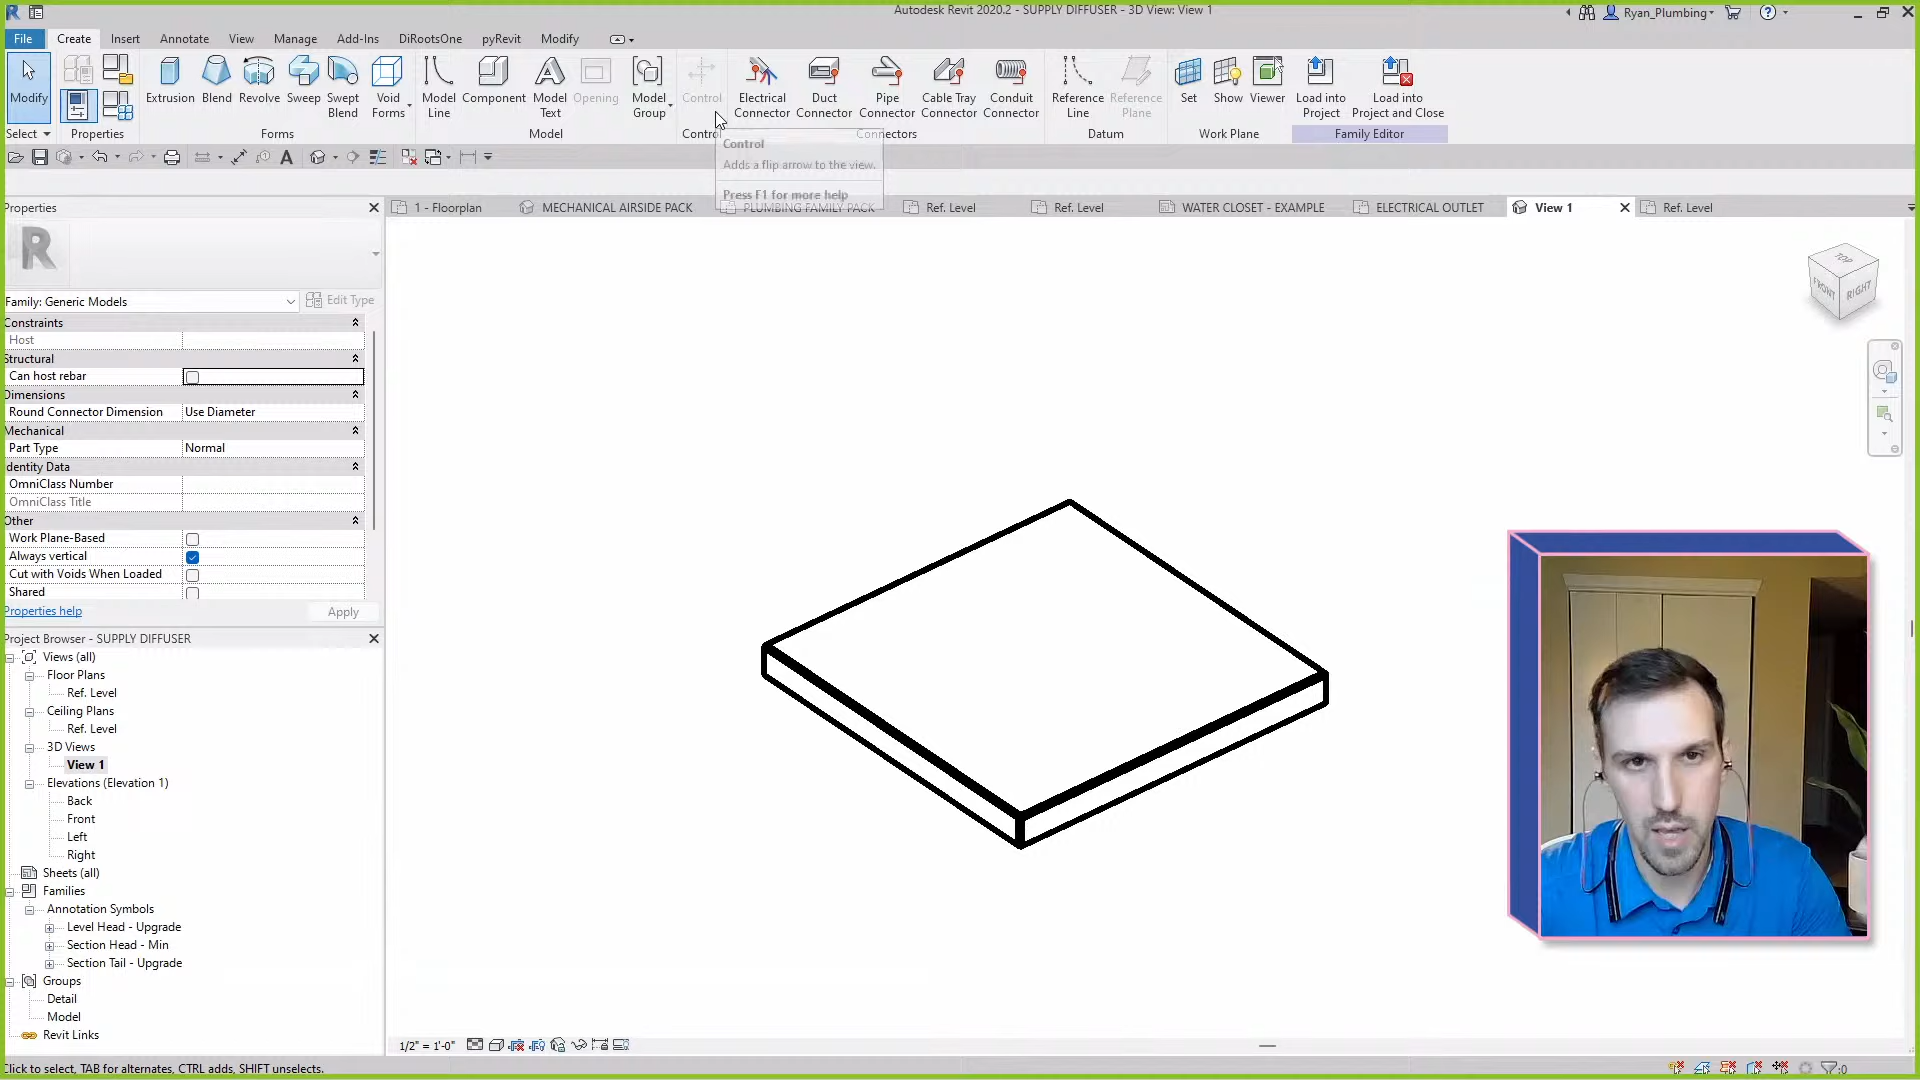 Autodesk Revit 2020.2 - SUPPLY DIFFUSER - 3D View: View 1
Ryan_Plumbing
File Create Insert Annotate View Manage Add-Ins DiRootsOne pyRevit Modify
Modify
Extrusion Blend Revolve Sweep Swept Blend Void Forms
Model Line Component Model Text Opening Model Group
Control
Electrical Connector Duct Connector Pipe Connector Cable Tray Connector Conduit Connector
Reference Line Reference Plane
Set Show Viewer
Load into Project Load into Project and Close
Select Properties Forms Model Control Connectors Datum Work Plane Family Editor
Control
Adds a flip arrow to the view.
Press F1 for more help
Properties
1 - Floorplan MECHANICAL AIRSIDE PACK PLUMBING FAMILY PACK Ref. Level Ref. Level WATER CLOSET - EXAMPLE ELECTRICAL OUTLET View 1 Ref. Level
Family: Generic Models Edit Type
Constraints
Host
Structural
Can host rebar
Dimensions
Round Connector Dimension Use Diameter
Mechanical
Part Type Normal
Identity Data
OmniClass Number
OmniClass Title
Other
Work Plane-Based
Always vertical
Cut with Voids When Loaded
Shared
Properties help Apply
Project Browser - SUPPLY DIFFUSER
Views (all)
Floor Plans
Ref. Level
Ceiling Plans
Ref. Level
3D Views
View 1
Elevations (Elevation 1)
Back
Front
Left
Right
Sheets (all)
Families
Annotation Symbols
Level Head - Upgrade
Section Head - Min
Section Tail - Upgrade
Groups
Detail
Model
Revit Links
TOP
FRONT RIGHT
1/2" = 1'-0"
Click to select, TAB for alternates, CTRL adds, SHIFT unselects.
:0